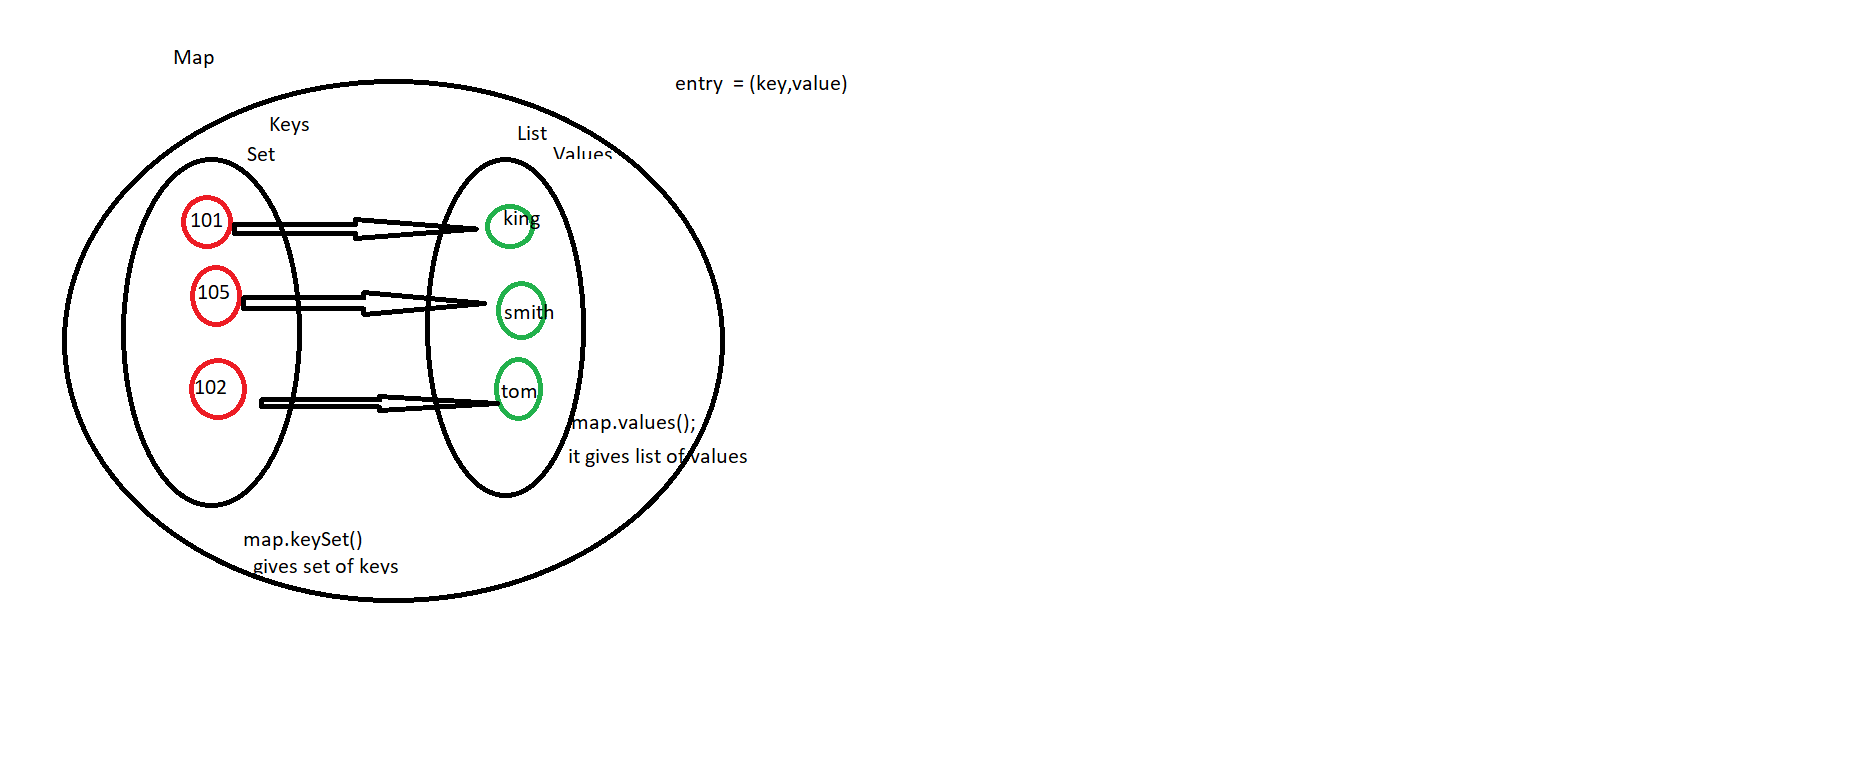 Map
entry = (key,value)
Keys
Set
List
Values
101
king
105
smith
102
tom
map.values();
it gives list of values
map.keySet()
gives set of keys